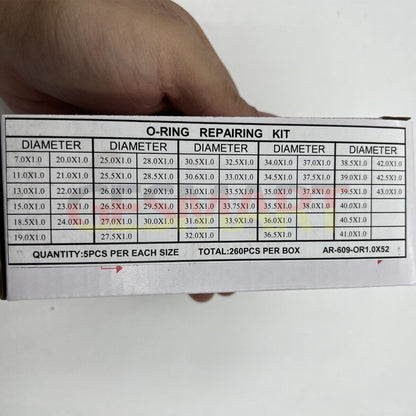 O-RING REPAIRING KIT
DIAMETER DIAMETER DIAMETER DIAMETER DIAMETER
7.0X1.0 20.0X1.0 25.0X1.0 28.0X1.0 30.5X1.0 32.5X1.0 34.0X1.0 37.0X1.0 38.5X1.0 42.0X1.0
11.0X1.0 21.0X1.0 25.5X1.0 28.5X1.0 30.6X1.0 33.0X1.0 34.5X1.0 37.5X1.0 39.0X1.0 42.5X1.0
13.0X1.0 22.0X1.0 26.0X1.0 29.0X1.0 31.0X1.0 33.5X1.0 35.0X1.0 39.5X1.0 43.0X1.0
15.0X1.0 23.0X1.0 26.5X1.0 29.5X1.0 31.5X1.0 33.75X1.0 35.5X1.0 38.0X1.0 40.0X1.0
18.5X1.0 24.0X1.0 27.0X1.0 30.0X1.0 31.6X1.0 33.9X1.0 36.0X1.0 40.5X1.0
19.0X1.0 27.5X1.0 32.0X1.0 36.5X1.0 41.0X1.0
QUANTITY:5PCS PER EACH SIZE TOTAL:260PCS PER BOX AR-609-OR1.0X52